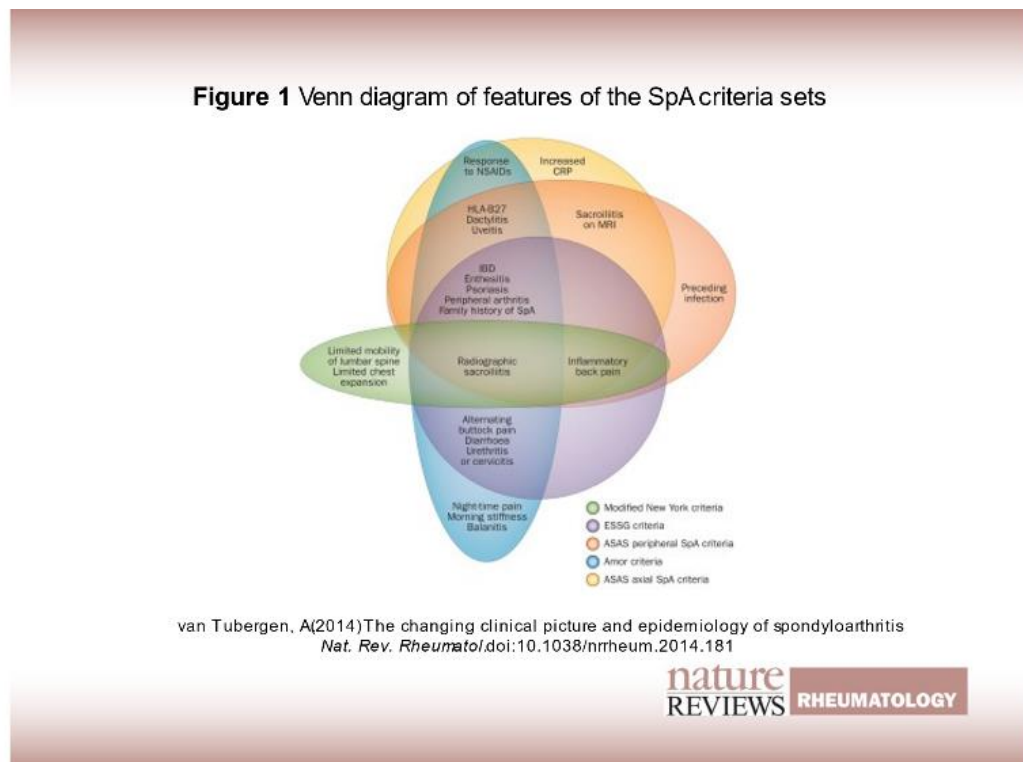 Figure 1 Venn diagram of features of the SpA criteria sets
Response
to NSAIDs
Increased
CRP
HLA-B27
Dactylitis
Uveitis
Sacroiliitis
on MRI
IBD
Enthesitis
Psoriasis
Peripheral arthritis
Family history of SpA
Preceding
infection
Limited mobility
of lumbar spine
Limited chest
expansion
Radiographic
sacroiliitis
Inflammatory
back pain
Alternating
buttock pain
Diarrhoea
Urethritis
or cervicitis
Night-time pain
Morning stiffness
Balanitis
Modified New York criteria
ESSG criteria
ASAS peripheral SpA criteria
Amor criteria
ASAS axial SpA criteria
van Tubergen, A(2014)The changing clinical picture and epidemiology of spondyloarthritis
Nat. Rev. Rheumatol.doi:10.1038/nrrheum.2014.181
nature
REVIEWS RHEUMATOLOGY